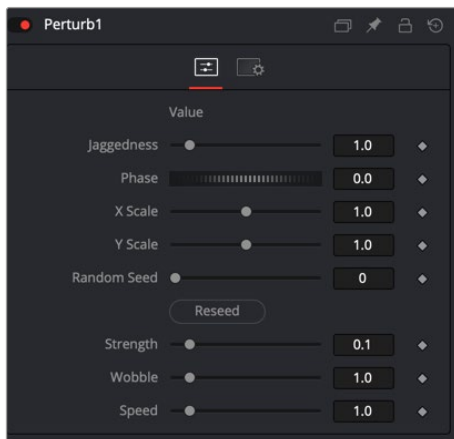 Perturb1
Value
Jaggedness 1.0
Phase 0.0
X Scale 1.0
Y Scale 1.0
Random Seed 0
Reseed
Strength 0.1
Wobble 1.0
Speed 1.0